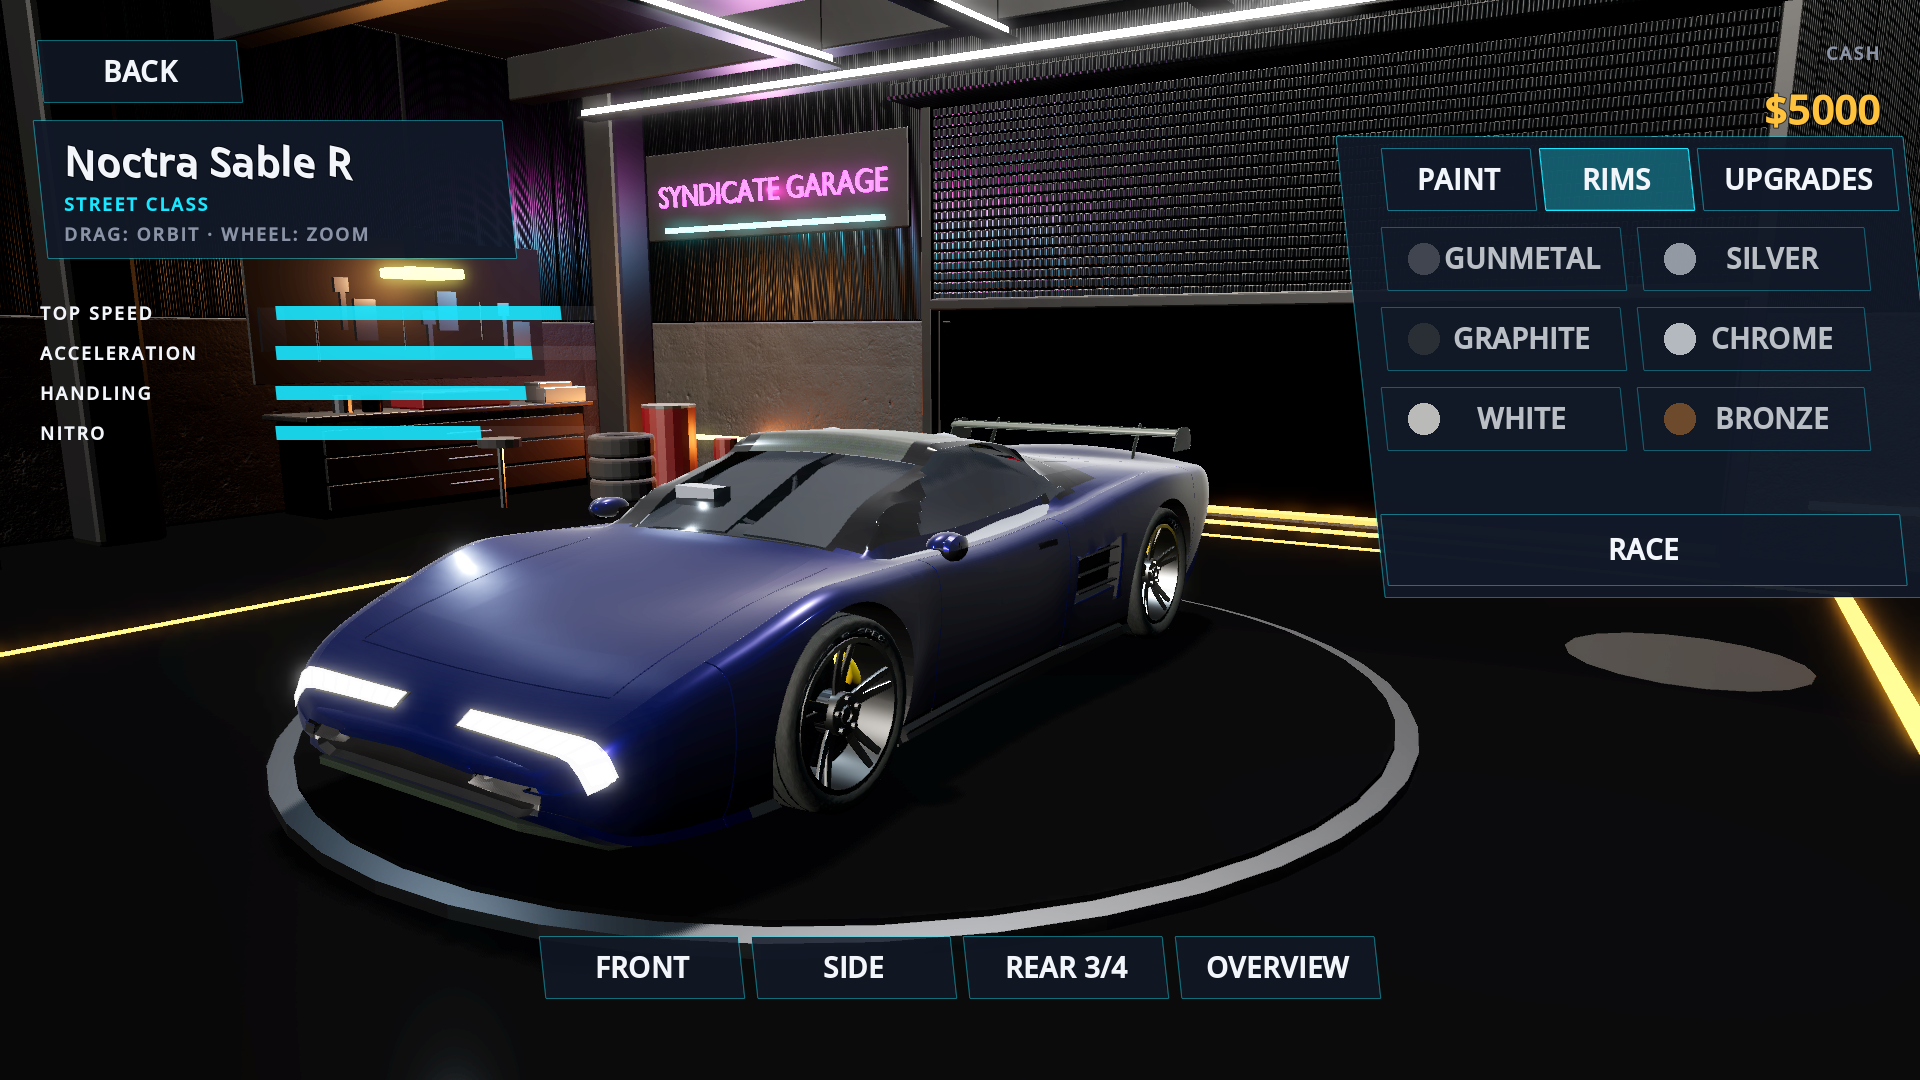 BACK
CASH
$5000
Noctra Sable R
STREET CLASS
DRAG: ORBIT · WHEEL: ZOOM
SYNDICATE GARAGE
PAINT
RIMS
UPGRADES
GUNMETAL
SILVER
GRAPHITE
CHROME
WHITE
BRONZE
RACE
TOP SPEED
ACCELERATION
HANDLING
NITRO
FRONT
SIDE
REAR 3/4
OVERVIEW